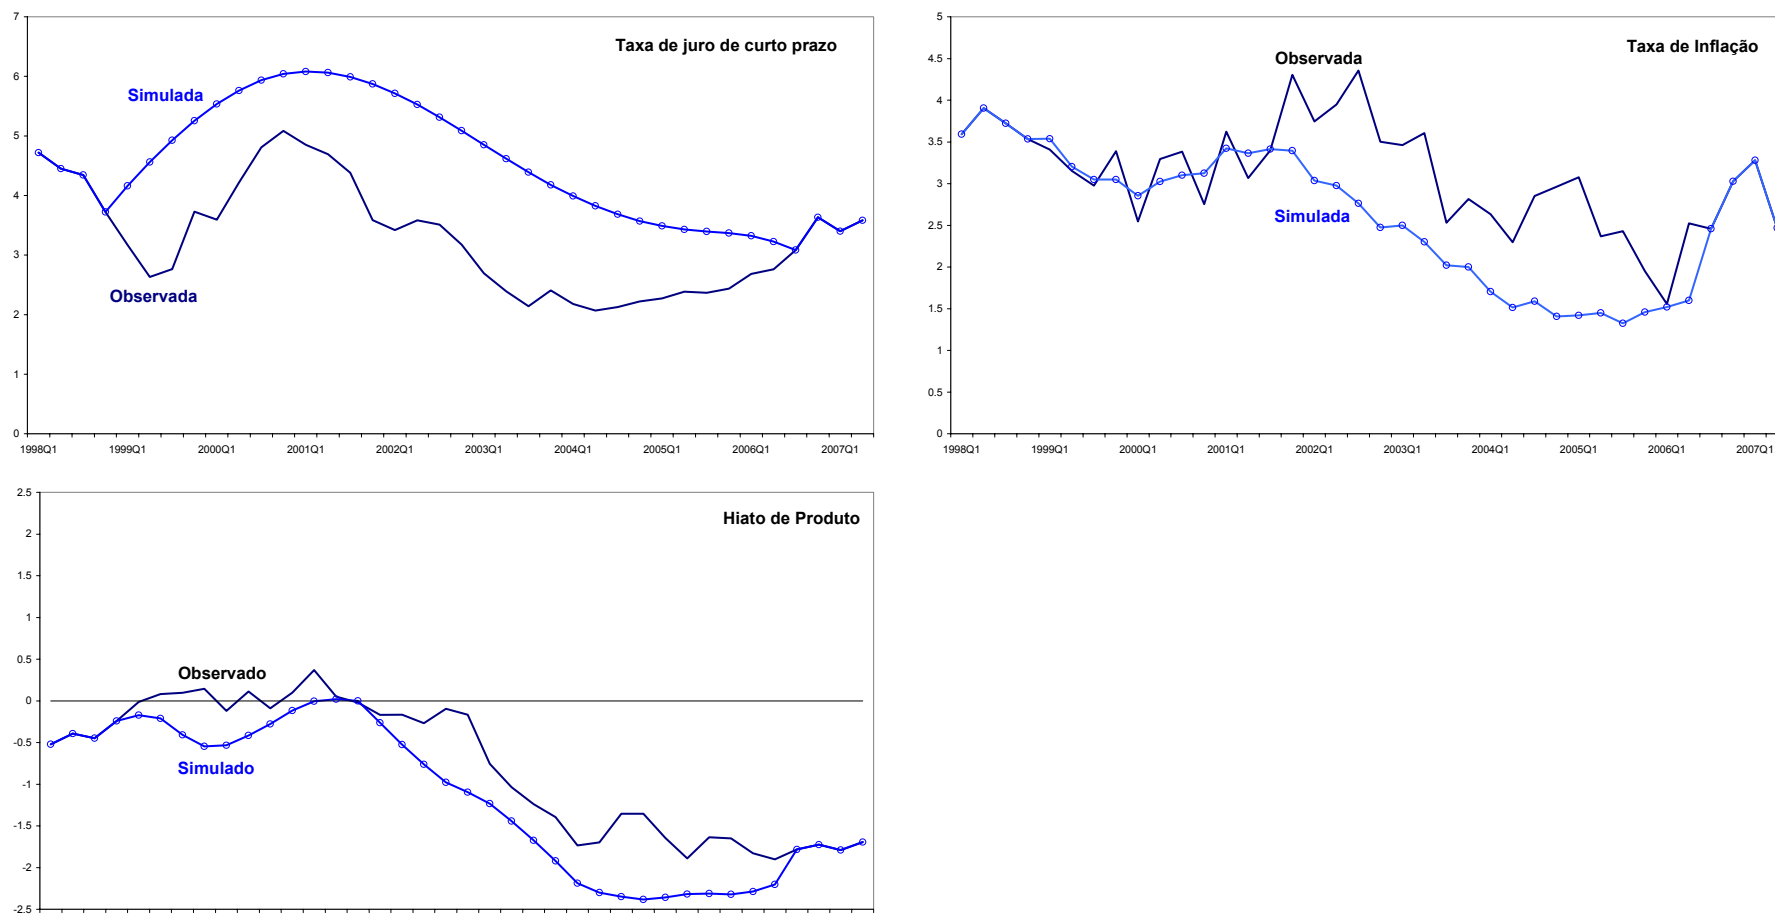 7
Taxa de juro de curto prazo
6
Simulada
5
4
3
Observada
2
1
0
1998Q1 1999Q1 2000Q1 2001Q1 2002Q1 2003Q1 2004Q1 2005Q1 2006Q1 2007Q1
5
Taxa de Inflação
4.5
Observada
4
3.5
3
Simulada
2.5
2
1.5
1
0.5
0
1998Q1 1999Q1 2000Q1 2001Q1 2002Q1 2003Q1 2004Q1 2005Q1 2006Q1 2007Q1
2.5
Hiato de Produto
2
1.5
1
0.5
Observado
0
-0.5
Simulado
-1
-1.5
-2
-2.5